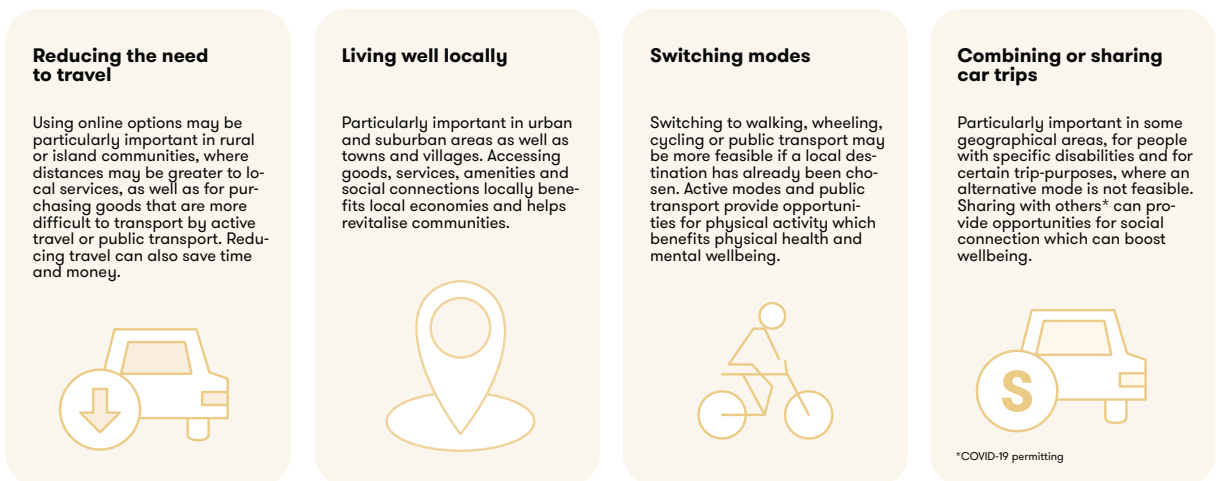 Reducing the need
to travel
Using online options may be
particularly important in rural
or island communities, where
distances may be greater to lo-
cal services, as well as for pur-
chasing goods that are more
difficult to transport by active
travel or public transport. Redu-
cing travel can also save time
and money.
Living well locally
Particularly important in urban
and suburban areas as well as
towns and villages. Accessing
goods, services, amenities and
social connections locally bene-
fits local economies and helps
revitalise communities.
Switching modes
Switching to walking, wheeling,
cycling or public transport may
be more feasible if a local des-
tination has already been cho-
sen. Active modes and public
transport provide opportuni-
ties for physical activity which
benefits physical health and
mental wellbeing.
Combining or sharing
car trips
Particularly important in some
geographical areas, for people
with specific disabilities and for
certain trip-purposes, where an
alternative mode is not feasible.
Sharing with others* can pro-
vide opportunities for social
connection which can boost
wellbeing.
S
*COVID-19 permitting